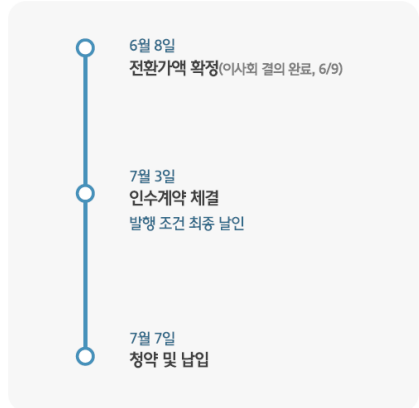 6월 8일
전환가액 확정(이사회 결의 완료, 6/9)
7월 3일
인수계약 체결
발행 조건 최종 날인
7월 7일
청약 및 납입